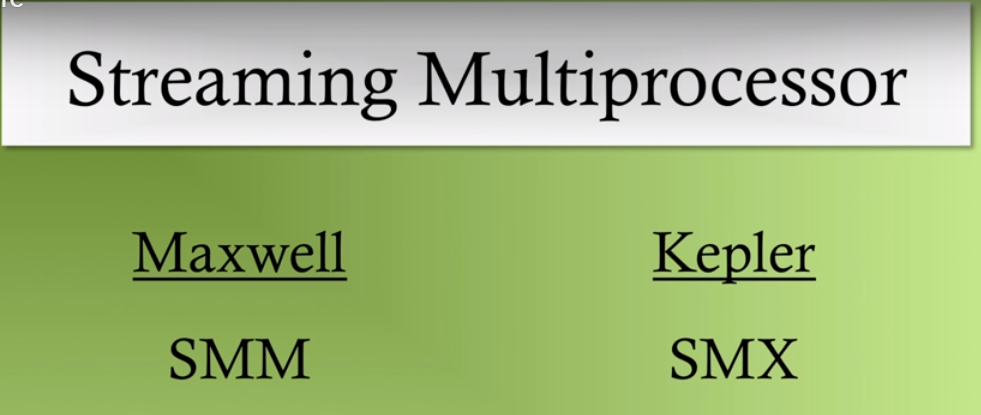 Streaming Multiprocessor
Maxwell Kepler
SMM SMX